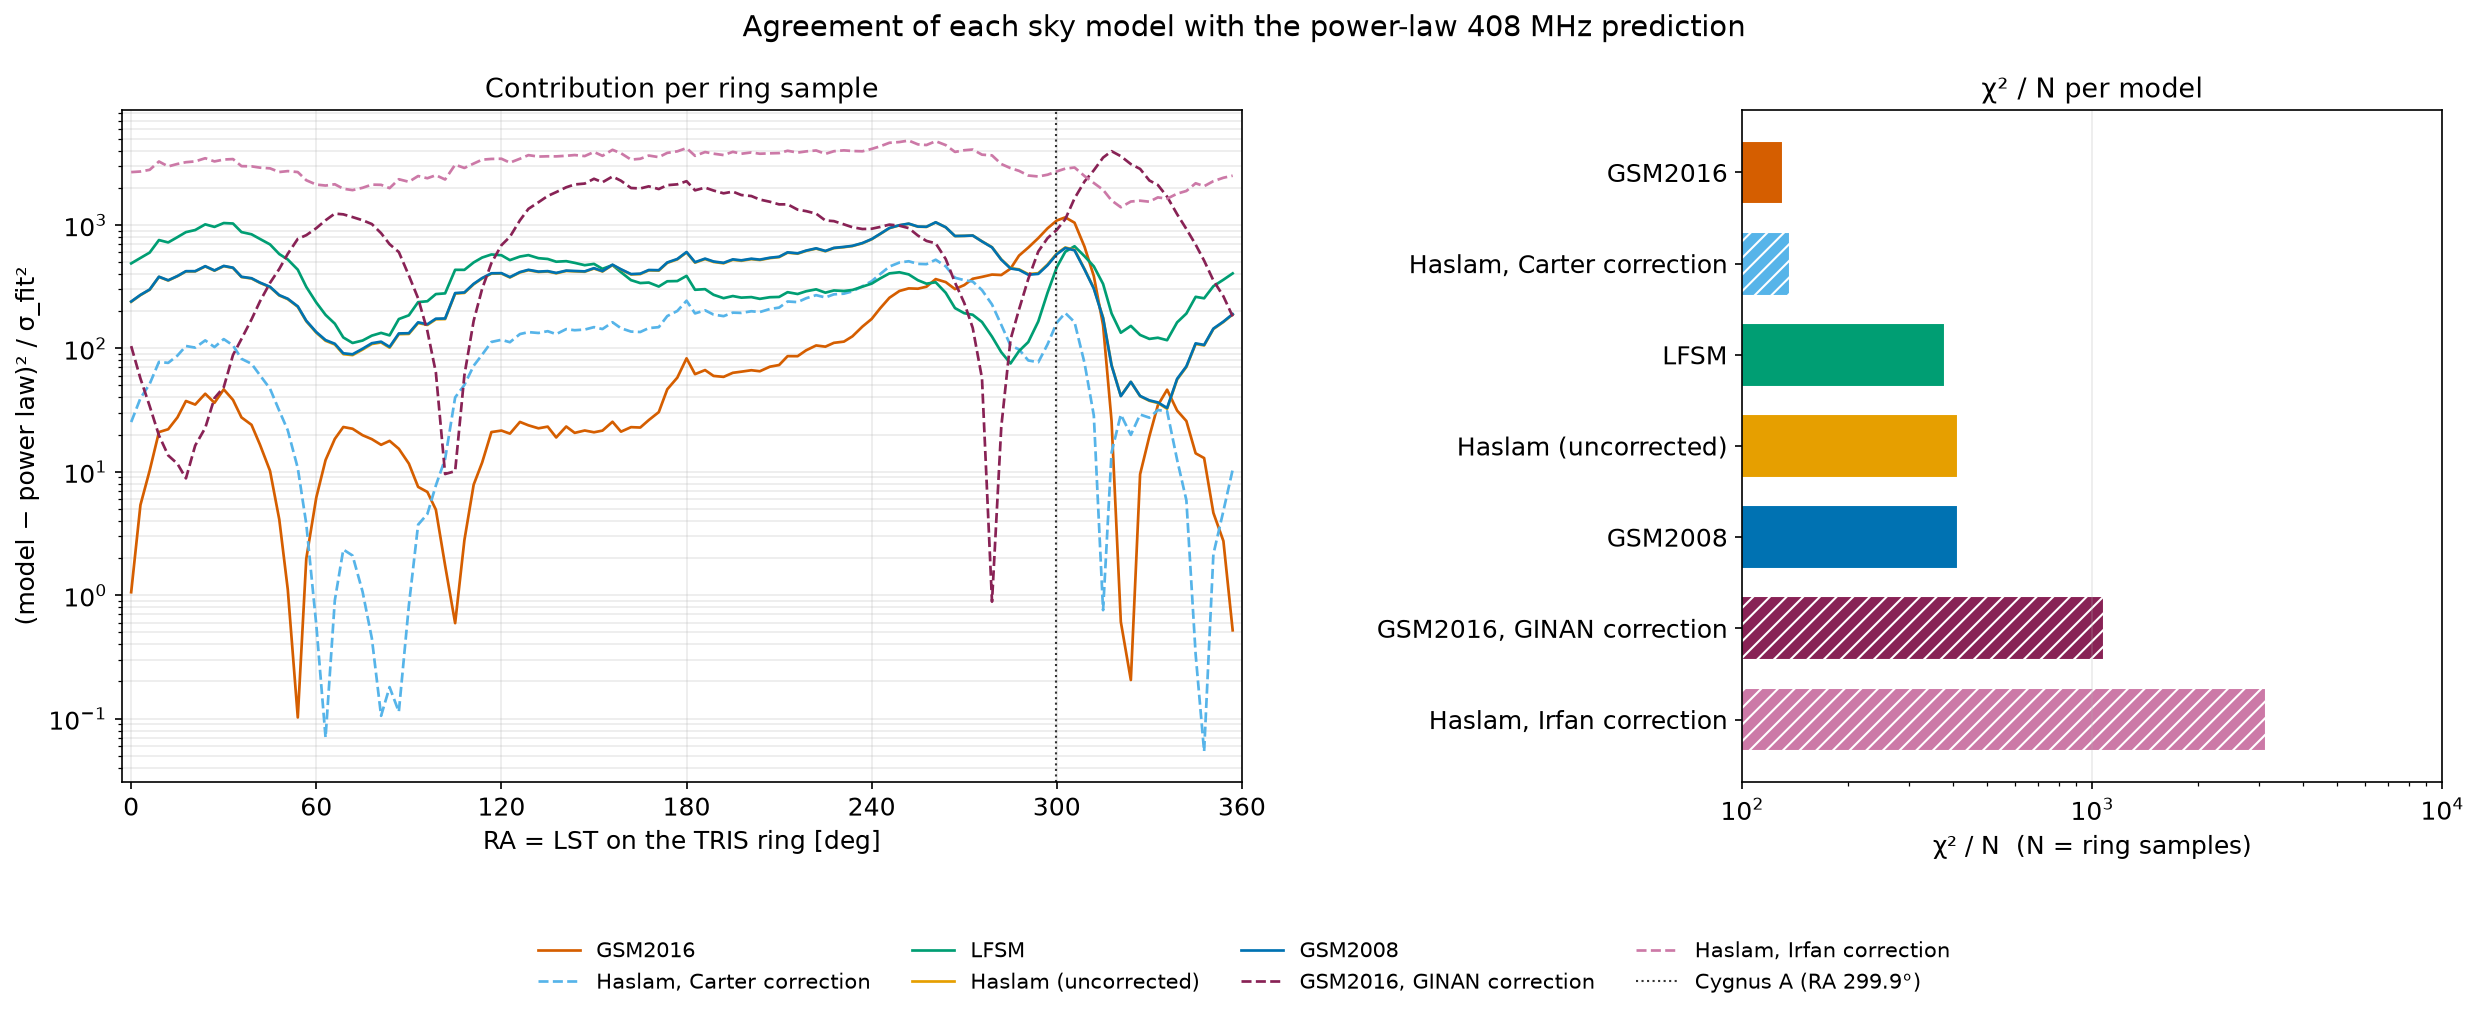 Agreement of each sky model with the power-law 408 MHz prediction
Contribution per ring sample
(model − power law)² / σ_fit²
10³
10²
10¹
10⁰
10⁻¹
0 60 120 180 240 300 360
RA = LST on the TRIS ring [deg]
χ² / N per model
GSM2016
Haslam, Carter correction
LFSM
Haslam (uncorrected)
GSM2008
GSM2016, GINAN correction
Haslam, Irfan correction
10² 10³ 10⁴
χ² / N (N = ring samples)
GSM2016
Haslam, Carter correction
LFSM
Haslam (uncorrected)
GSM2008
GSM2016, GINAN correction
Haslam, Irfan correction
Cygnus A (RA 299.9°)